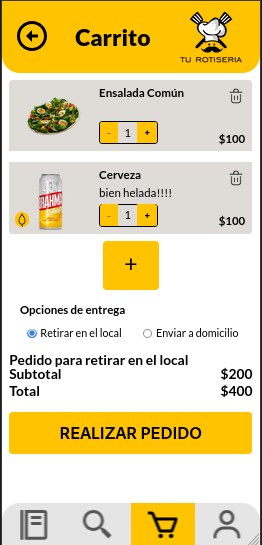 Carrito
TU ROTISERIA
Ensalada Común
- 1 +
$100
Cerveza
bien helada!!!!
BRAHMA
- 1 +
$100
+
Opciones de entrega
Retirar en el local Enviar a domicilio
Pedido para retirar en el local
Subtotal $200
Total $400
REALIZAR PEDIDO